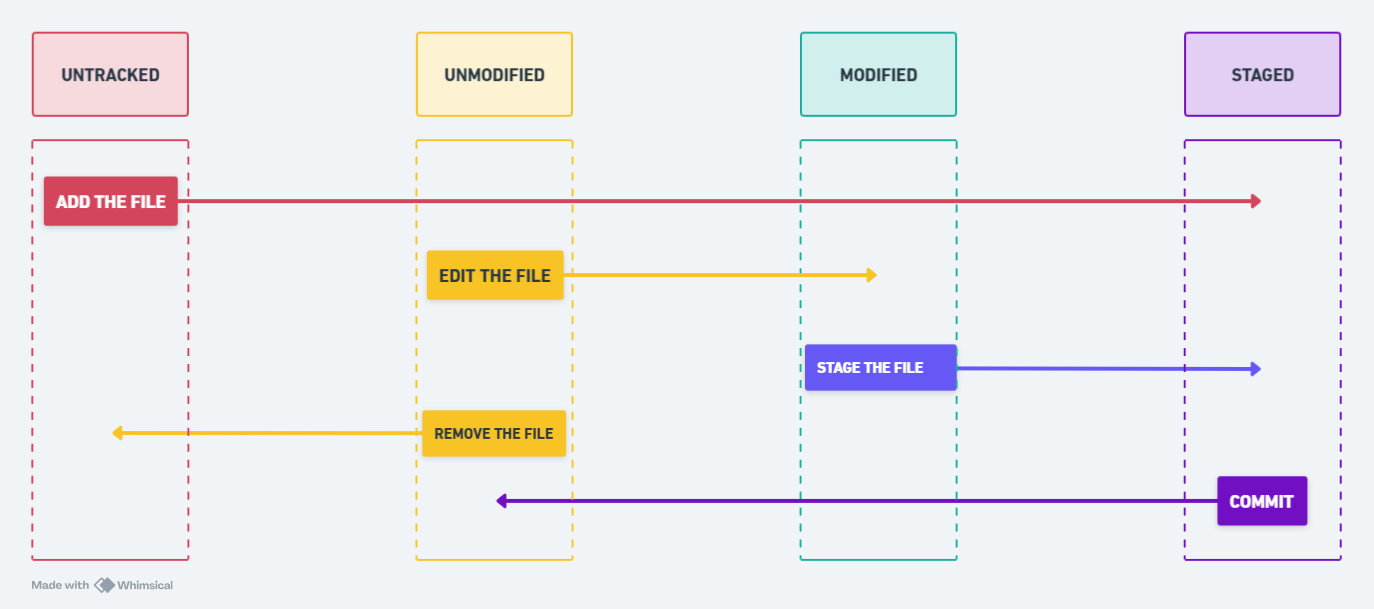 UNTRACKED
UNMODIFIED
MODIFIED
STAGED
ADD THE FILE
EDIT THE FILE
STAGE THE FILE
REMOVE THE FILE
COMMIT
Made with Whimsical